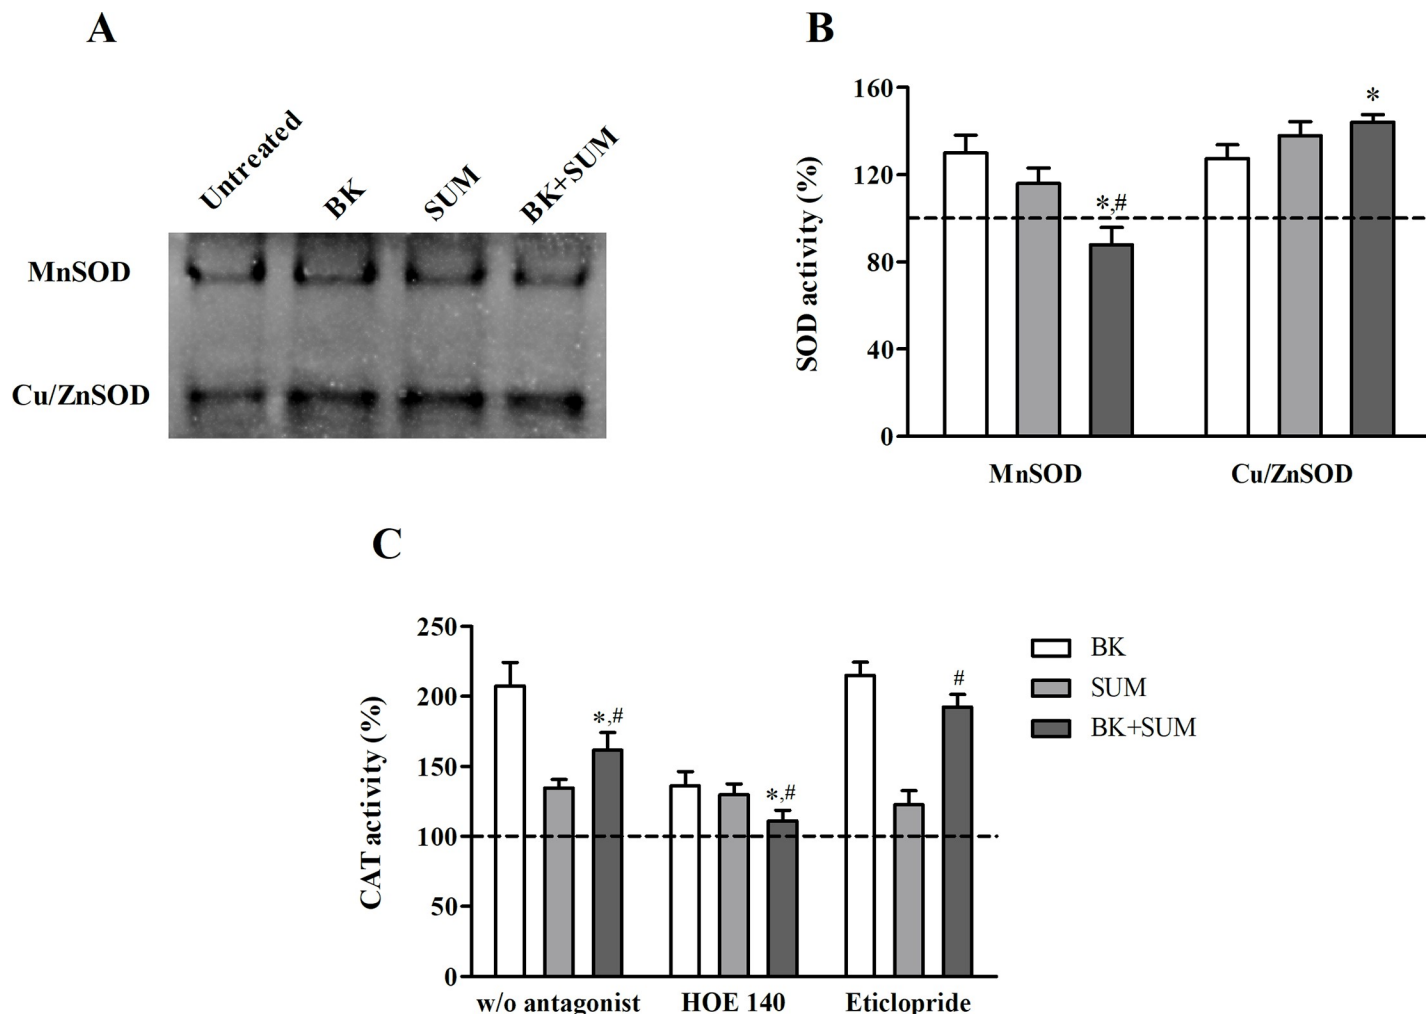 A
Untreated
BK
SUM
BK+SUM
MnSOD
Cu/ZnSOD
B
SOD activity (%)
160
120
80
40
0
*,#
*
MnSOD
Cu/ZnSOD
C
CAT activity (%)
250
200
150
100
50
0
*,#
*,#
#
w/o antagonist
HOE 140
Eticlopride
BK
SUM
BK+SUM